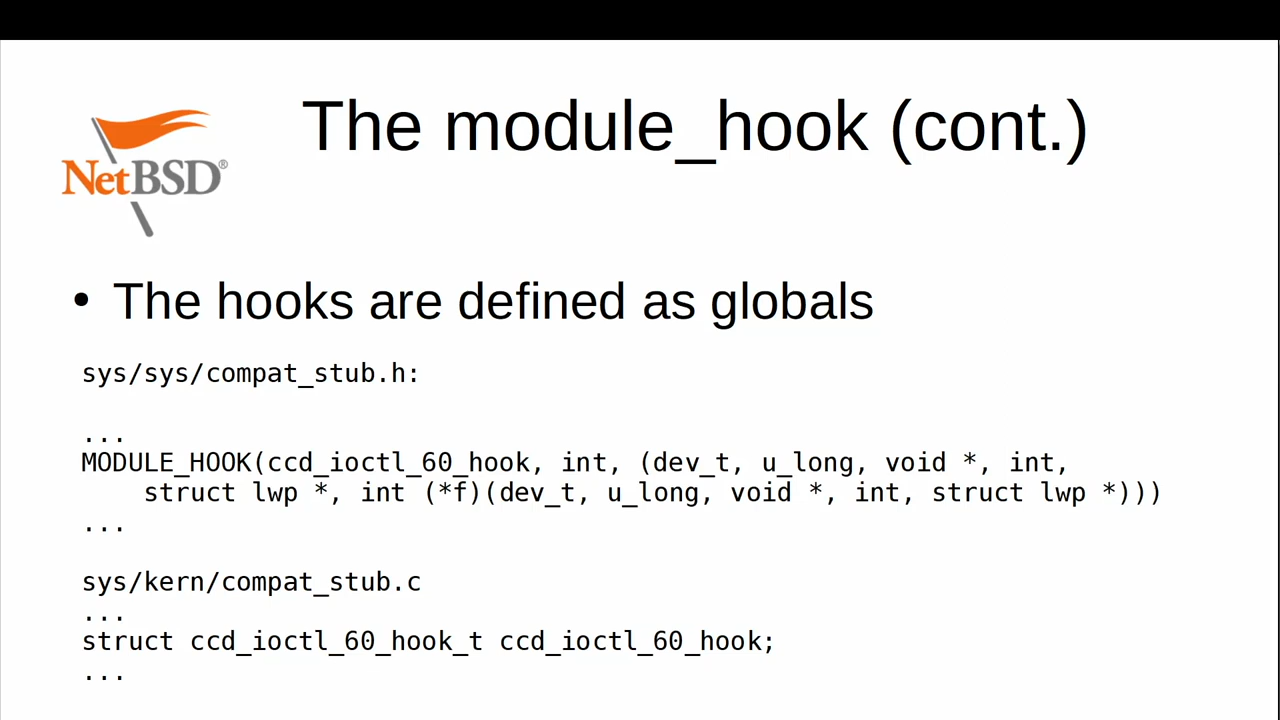 The module_hook (cont.)
NetBSD®
• The hooks are defined as globals
sys/sys/compat_stub.h:
...
MODULE_HOOK(ccd_ioctl_60_hook, int, (dev_t, u_long, void *, int,
    struct lwp *, int (*f)(dev_t, u_long, void *, int, struct lwp *)))
...
sys/kern/compat_stub.c
...
struct ccd_ioctl_60_hook_t ccd_ioctl_60_hook;
...